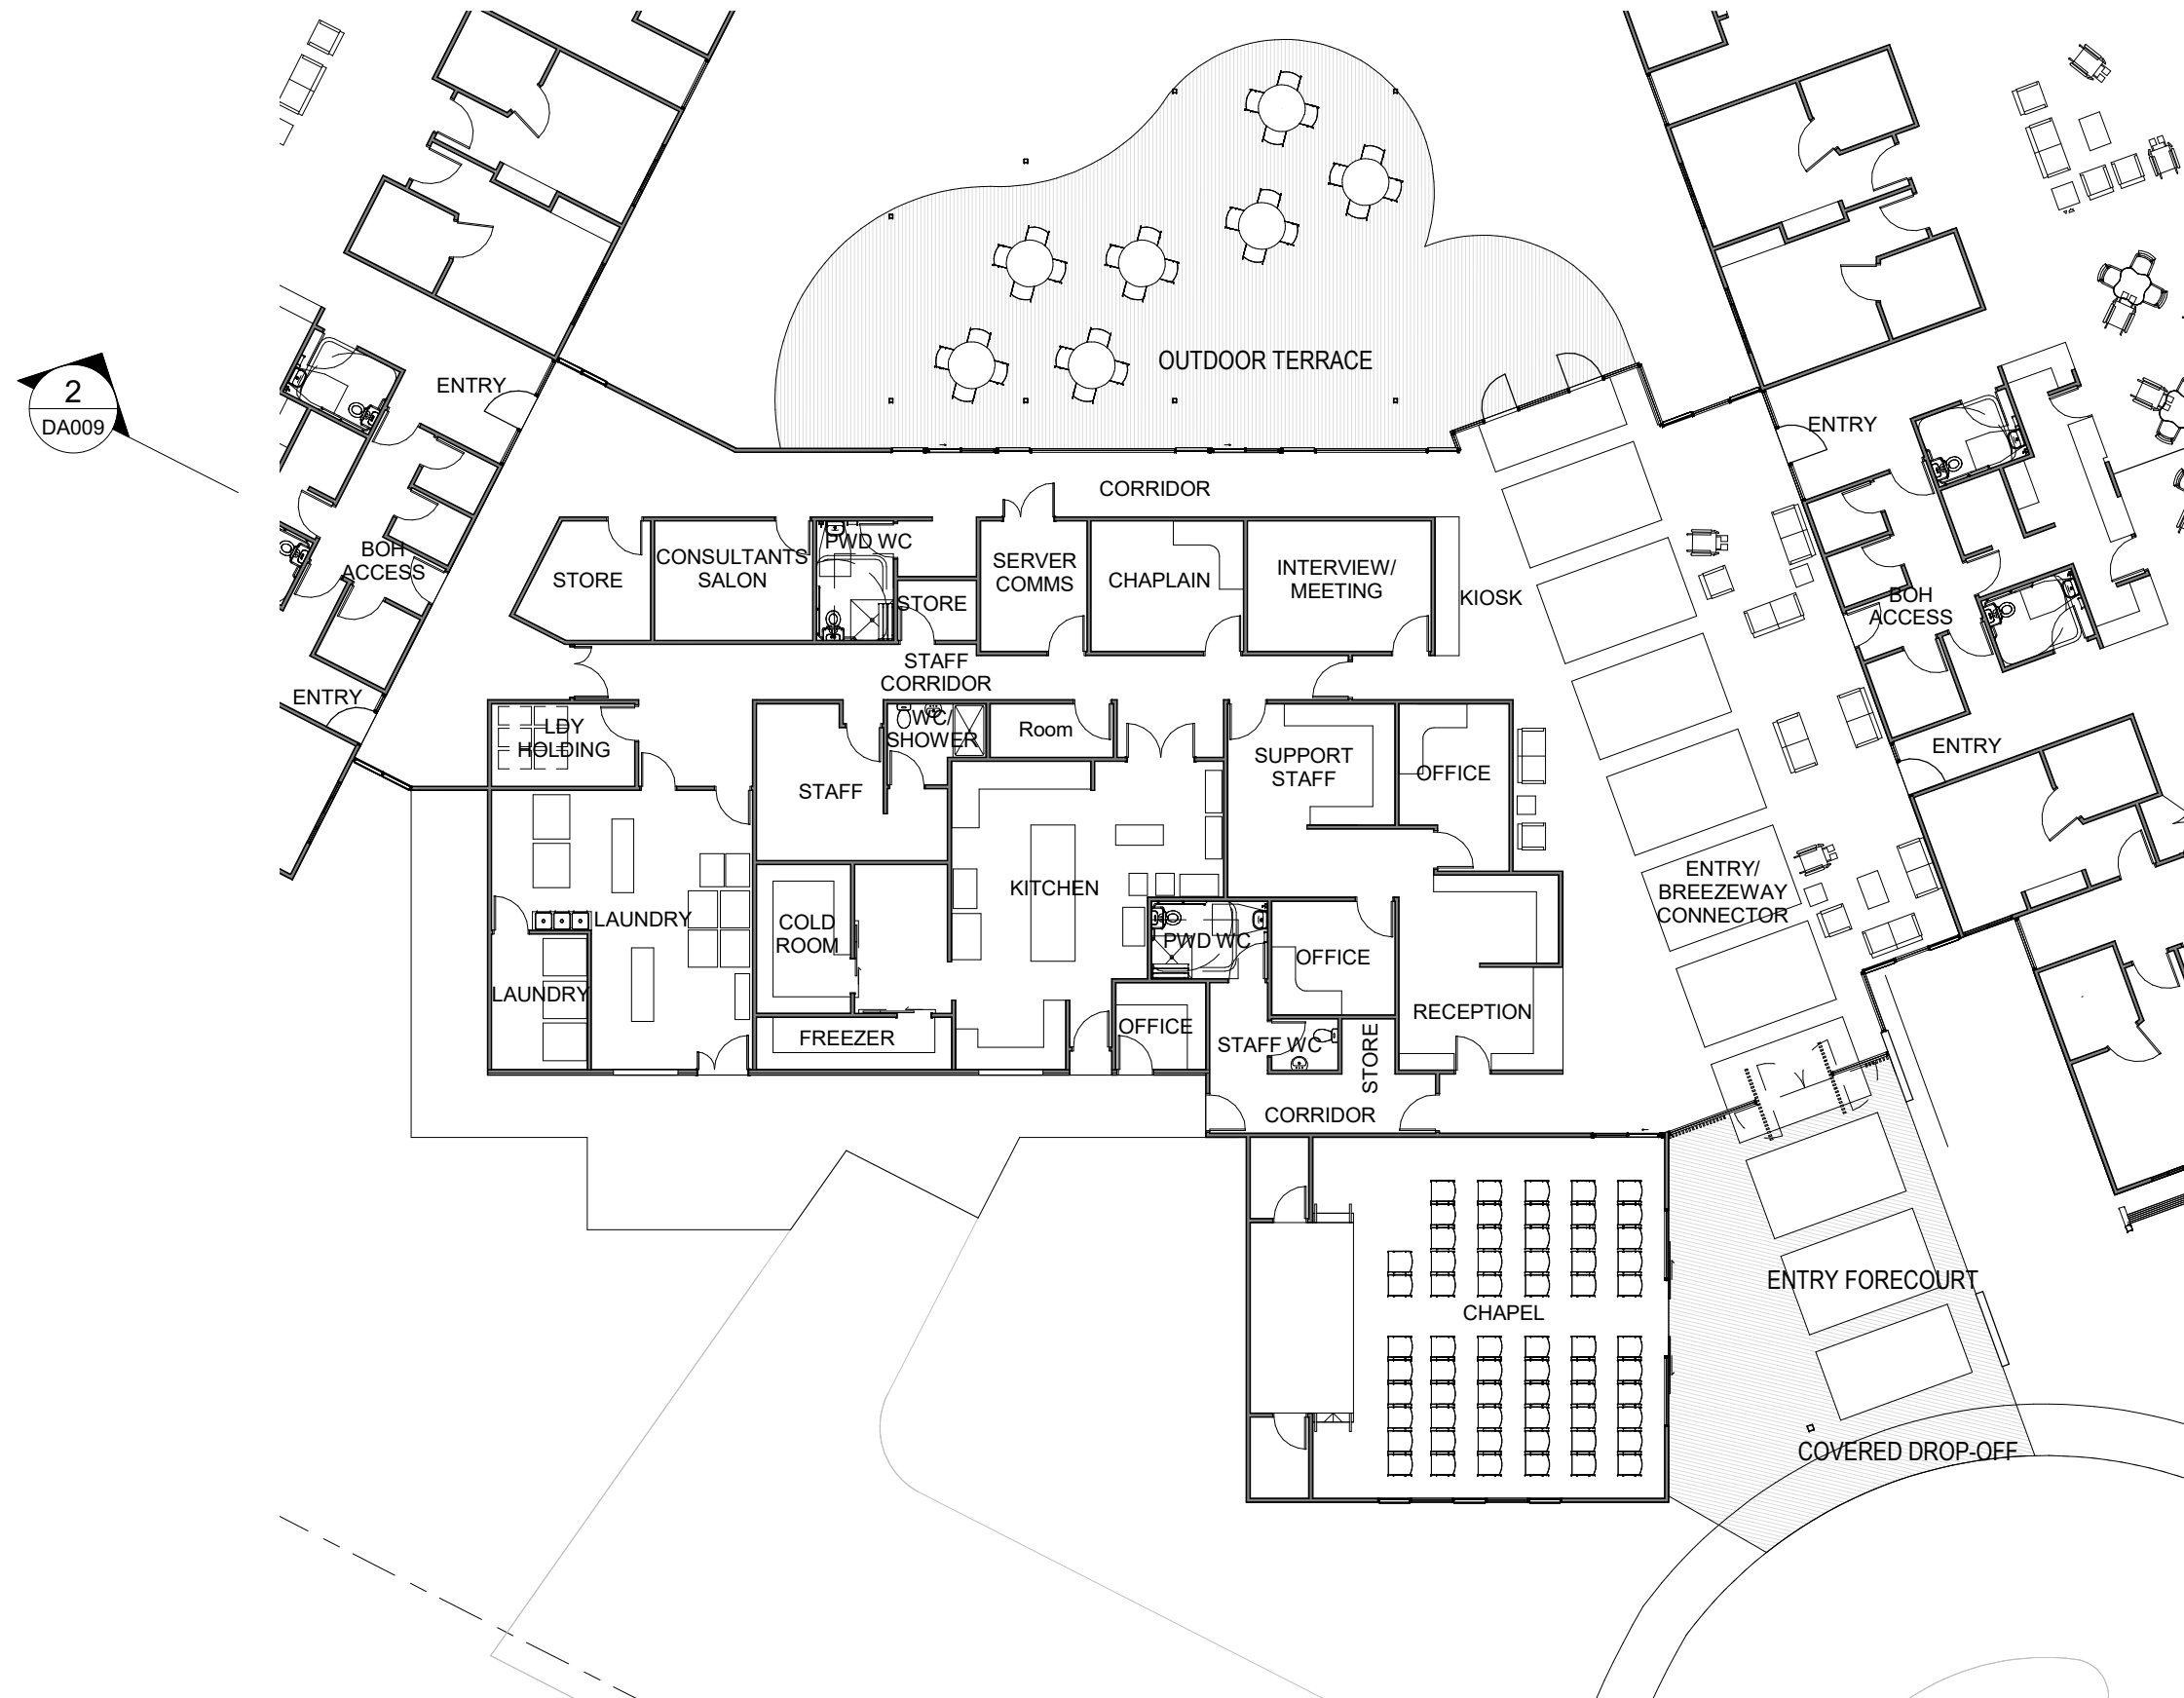 OUTDOOR TERRACE
2
DA009
ENTRY
ENTRY
CORRIDOR
BOH
ACCESS
STORE
CONSULTANTS
SALON
PWD WC
STORE
SERVER
COMMS
CHAPLAIN
INTERVIEW/
MEETING
KIOSK
BOH
ACCESS
STAFF
CORRIDOR
ENTRY
LDY
HOLDING
WC/
SHOWER
Room
SUPPORT
STAFF
OFFICE
ENTRY
STAFF
KITCHEN
ENTRY/
BREEZEWAY
CONNECTOR
LAUNDRY
COLD
ROOM
PWD WC
OFFICE
LAUNDRY
FREEZER
OFFICE
STAFF WC
STORE
RECEPTION
CORRIDOR
ENTRY FORECOURT
CHAPEL
COVERED DROP-OFF